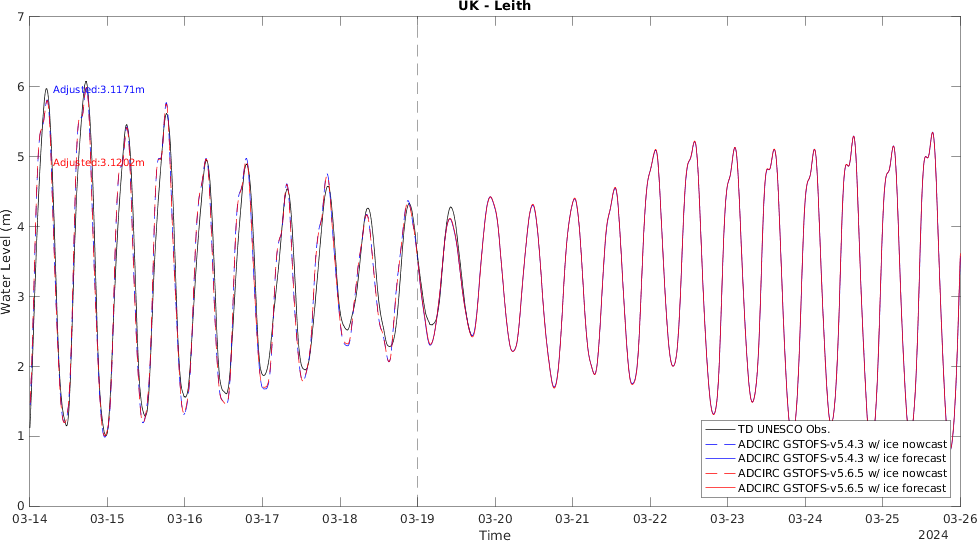 UK - Leith
7
6
5
4
3
2
1
0
Water Level (m)
Adjusted:3.1171m
Adjusted:3.1202m
TD UNESCO Obs.
ADCIRC GSTOFS-v5.4.3 w/ ice nowcast
ADCIRC GSTOFS-v5.4.3 w/ ice forecast
ADCIRC GSTOFS-v5.6.5 w/ ice nowcast
ADCIRC GSTOFS-v5.6.5 w/ ice forecast
03-14 03-15 03-16 03-17 03-18 03-19 03-20 03-21 03-22 03-23 03-24 03-25 03-26
Time
2024